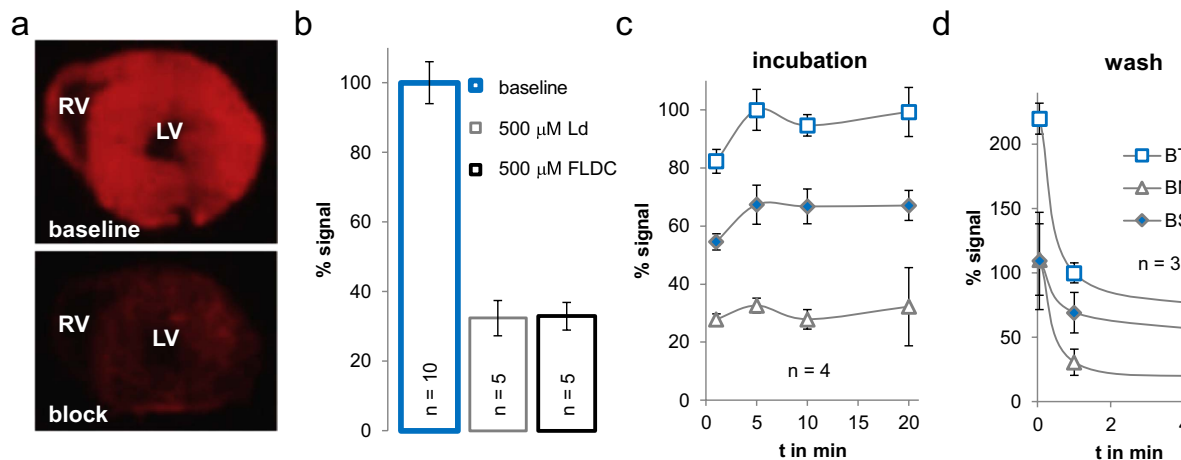 a
RV
LV
baseline
RV
LV
block
b
% signal
100
80
60
40
20
0
baseline
500 μM Ld
500 μM FLDC
n = 10
n = 5
n = 5
c
incubation
% signal
100
80
60
40
20
0
n = 4
0 5 10 15 20
t in min
d
wash
% signal
200
150
100
50
0
n = 3
0 2 4
t in min